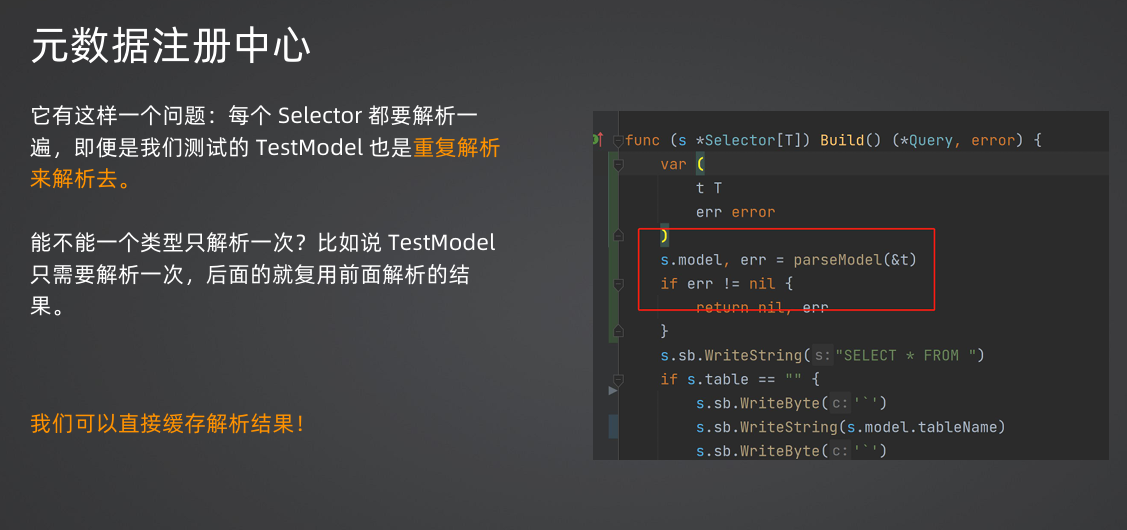 元数据注册中心
它有这样一个问题：每个 Selector 都要解析一
遍，即便是我们测试的 TestModel 也是重复解析
来解析去。
能不能一个类型只解析一次？比如说 TestModel
只需要解析一次，后面的就复用前面解析的结
果。
我们可以直接缓存解析结果！
func (s *Selector[T]) Build() (*Query, error) {
var (
t T
err error
)
s.model, err = parseModel(&t)
if err != nil {
return nil, err
}
s.sb.WriteString( s: "SELECT * FROM ")
if s.table == "" {
s.sb.WriteByte( c: '`')
s.sb.WriteString(s.model.tableName)
s.sb.WriteByte( c: '`')